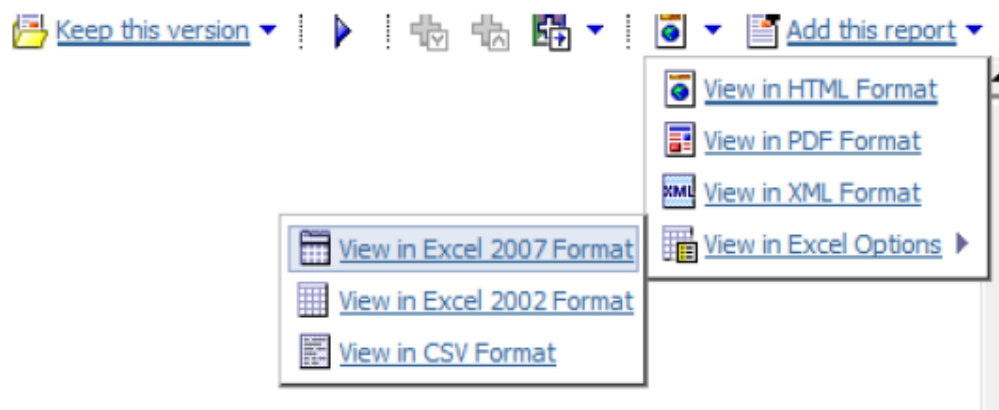 Keep this version Add this report
View in HTML Format
View in PDF Format
XML View in XML Format
View in Excel Options
View in Excel 2007 Format
View in Excel 2002 Format
View in CSV Format